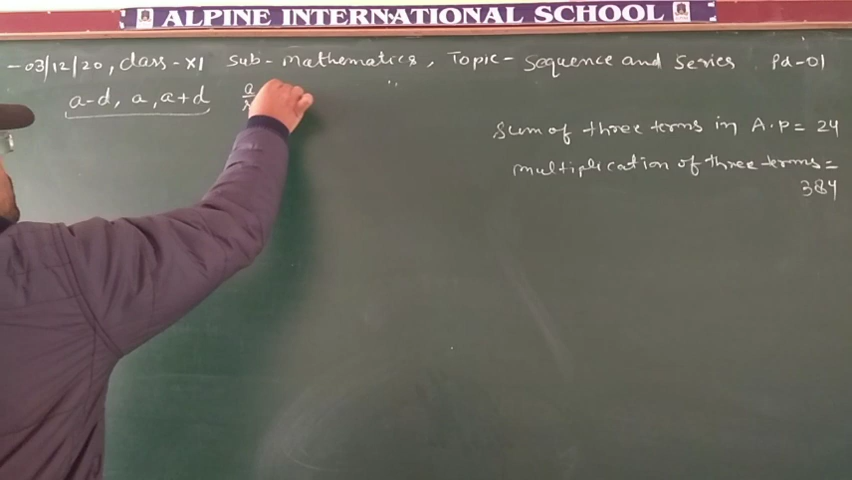 ALPINE INTERNATIONAL SCHOOL
-03/12/20, Class-XI Sub-Mathematics, Topic- Sequence and Series Pd-01
a-d, a, a+d a/r
Sum of three terms in A.P= 24
multiplication of three terms=
384